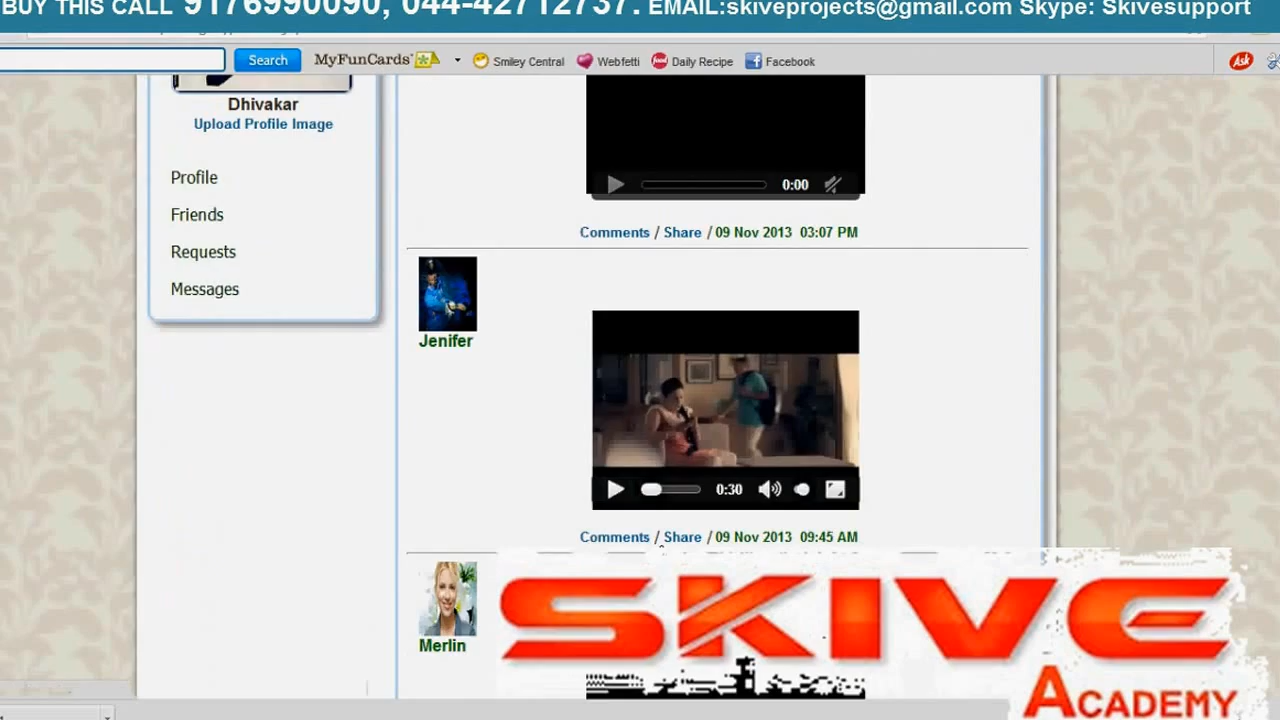 BUY THIS CALL 9176990090, 044-42712737. EMAIL:skiveprojects@gmail.com Skype: Skivesupport
Search MyFunCards Smiley Central Webfetti food Daily Recipe Facebook Ask
Dhivakar
Upload Profile Image
Profile
Friends
Requests
Messages
0:00
Comments / Share / 09 Nov 2013 03:07 PM
Jenifer
0:30
Comments / Share / 09 Nov 2013 09:45 AM
Merlin
SKIVE
ACADEMY